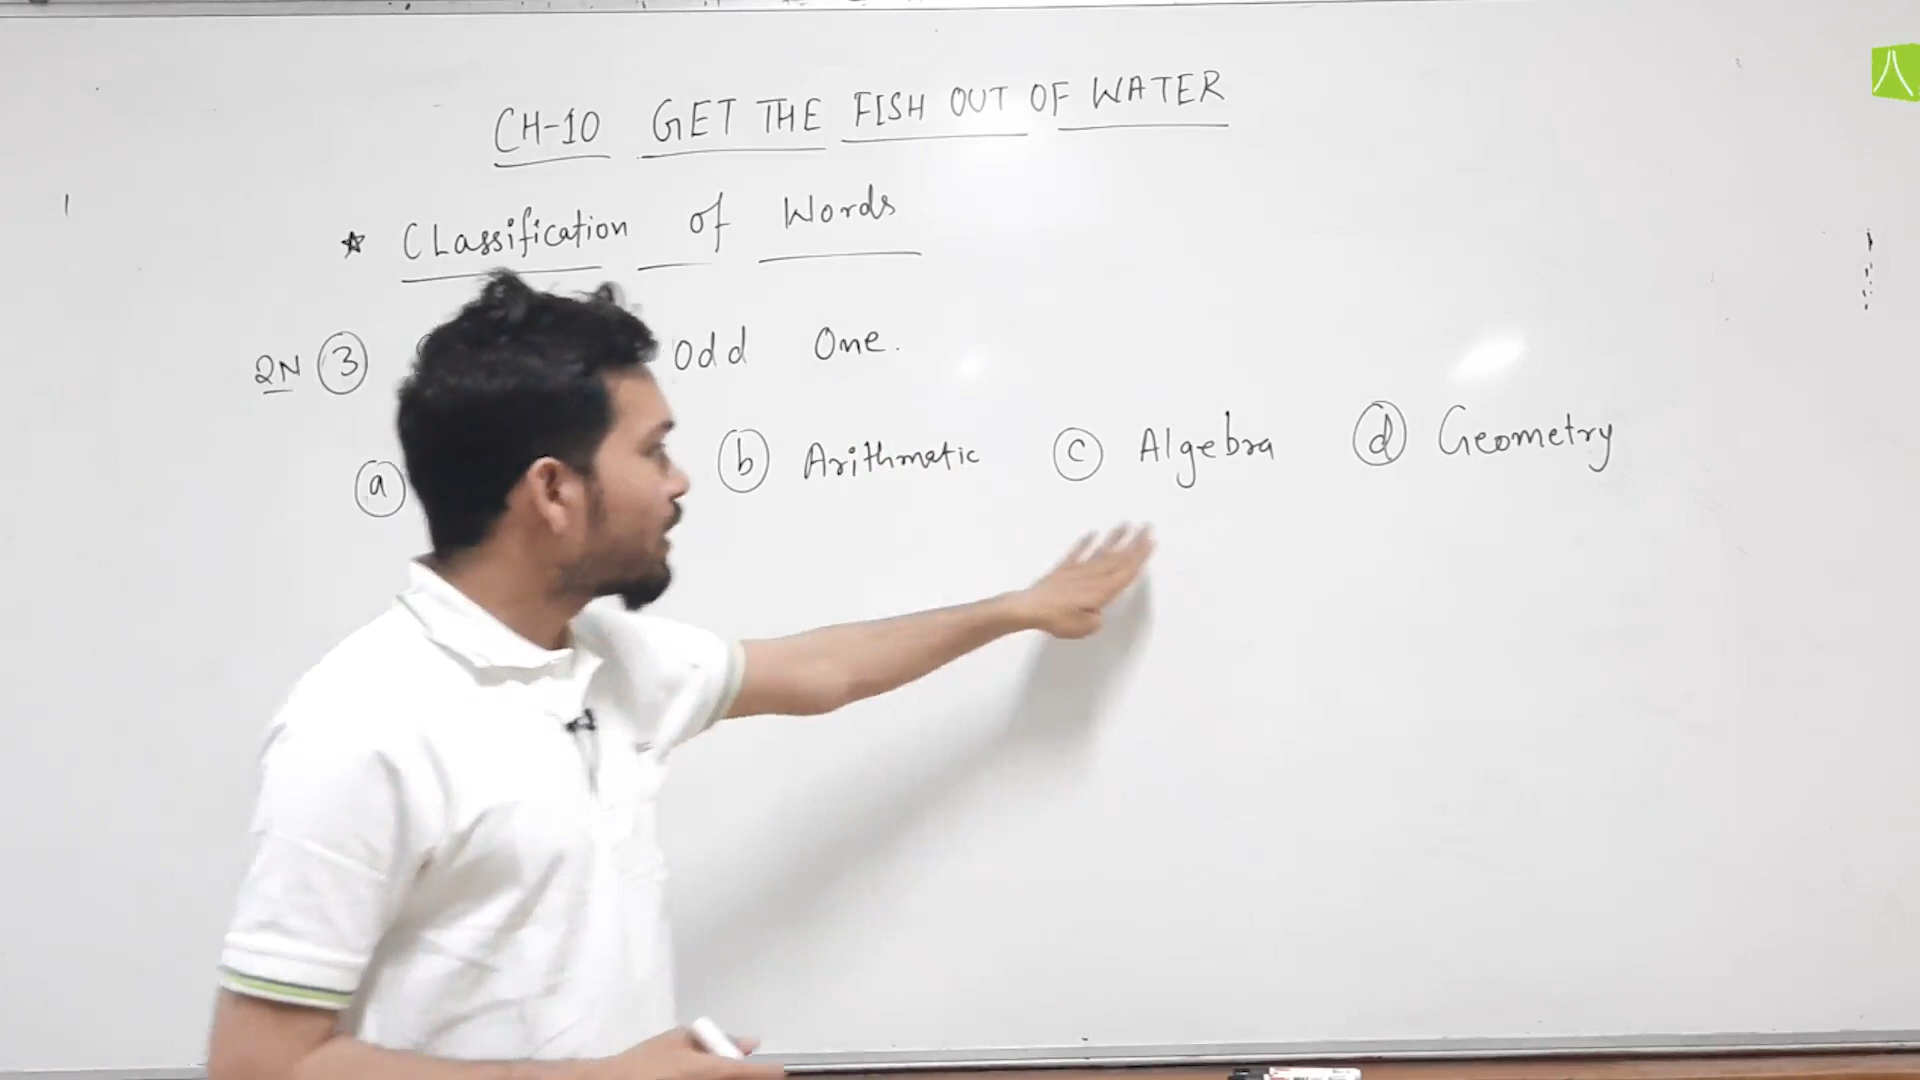 CH-10 GET THE FISH OUT OF WATER
* CLassification of Words
QN 3 Odd One.
a b Arithmatic c Algebra d Geometry